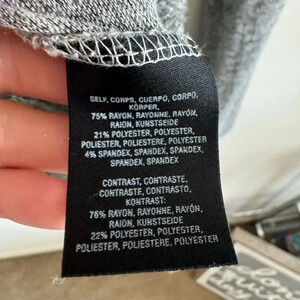 SELF, CORPS, CUERPO, CORPO,
KÖRPER,
75% RAYON, RAYONNE, RAYÓN,
RAION, KUNSTSEIDE
21% POLYESTER, POLYESTER,
POLIESTER, POLIESTERE, POLYESTER
4% SPANDEX, SPANDEX, SPANDEX,
SPANDEX, SPANDEX
CONTRAST, CONTRASTE,
CONTRASTE, CONTRASTO,
KONTRAST:
76% RAYON, RAYONNE, RAYÓN,
RAION, KUNSTSEIDE
22% POLYESTER, POLYESTER,
POLIESTER, POLIESTERE, POLYESTER